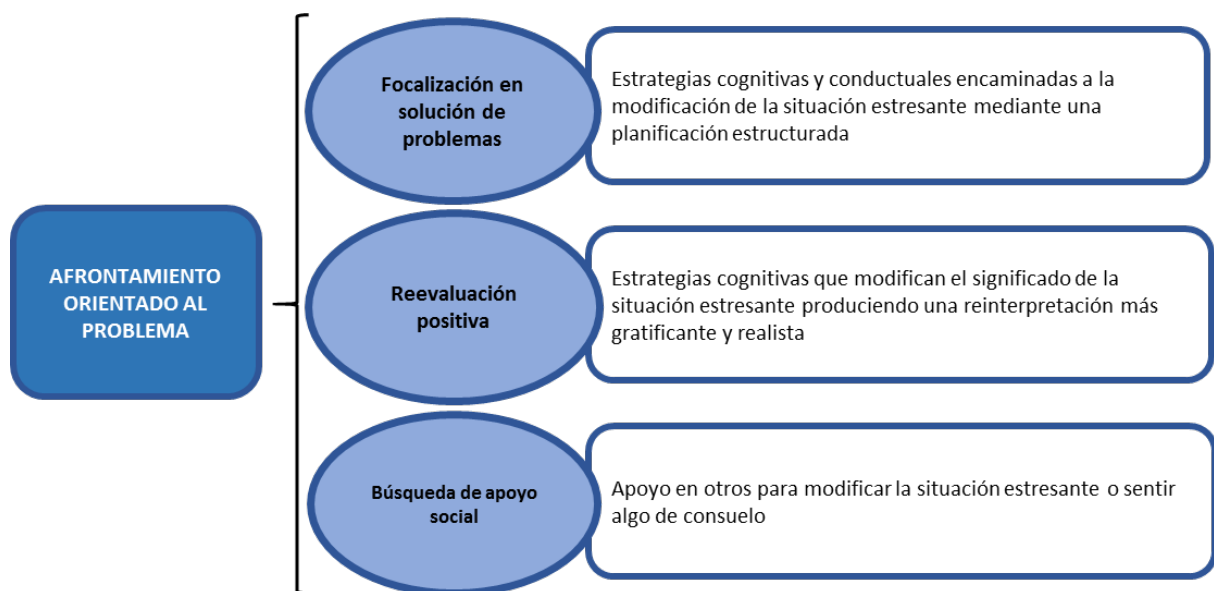 Focalización en
solución de
problemas
Estrategias cognitivas y conductuales encaminadas a la
modificación de la situación estresante mediante una
planificación estructurada
AFRONTAMIENTO
ORIENTADO AL
PROBLEMA
Reevaluación
positiva
Estrategias cognitivas que modifican el significado de la
situación estresante produciendo una reinterpretación más
gratificante y realista
Búsqueda de apoyo
social
Apoyo en otros para modificar la situación estresante o sentir
algo de consuelo